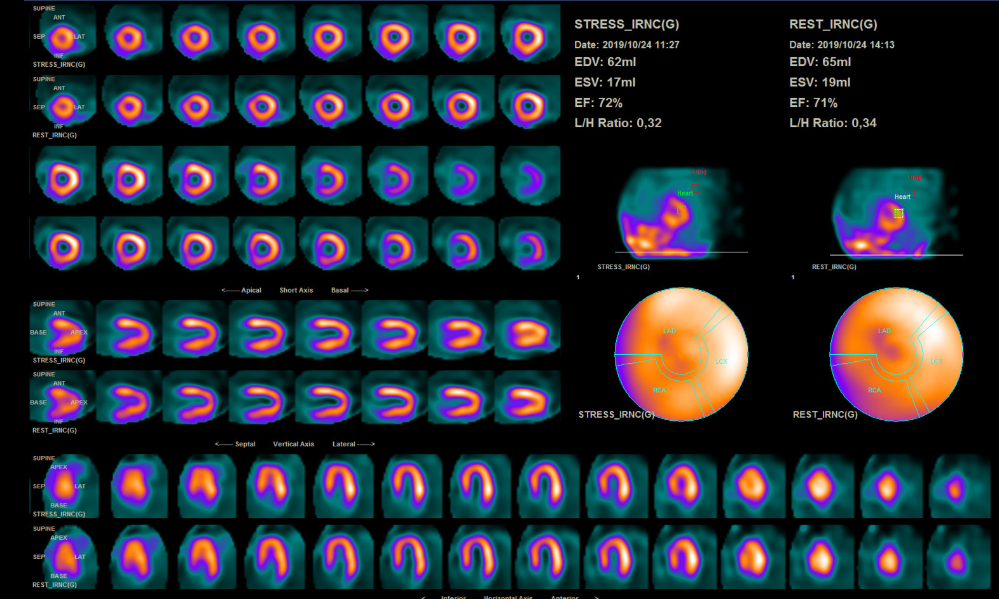 SUPINE
ANT
SEP LAT
INF
STRESS_IRNC(G)
SUPINE
ANT
SEP LAT
INF
REST_IRNC(G)
<------ Apical Short Axis Basal ------>
SUPINE
ANT
BASE APEX
INF
STRESS_IRNC(G)
SUPINE
ANT
BASE APEX
INF
REST_IRNC(G)
<------ Septal Vertical Axis Lateral ------>
SUPINE
APEX
SEP LAT
BASE
STRESS_IRNC(G)
SUPINE
APEX
SEP LAT
BASE
REST_IRNC(G)
< Inferior Horizontal Axis Anterior >
STRESS_IRNC(G)
Date: 2019/10/24 11:27
EDV: 62ml
ESV: 17ml
EF: 72%
L/H Ratio: 0,32
REST_IRNC(G)
Date: 2019/10/24 14:13
EDV: 65ml
ESV: 19ml
EF: 71%
L/H Ratio: 0,34
Lung
Heart
STRESS_IRNC(G)
1
Lung
Heart
REST_IRNC(G)
1
LAD
LCX
RCA
STRESS_IRNC(G)
LAD
LCX
RCA
REST_IRNC(G)